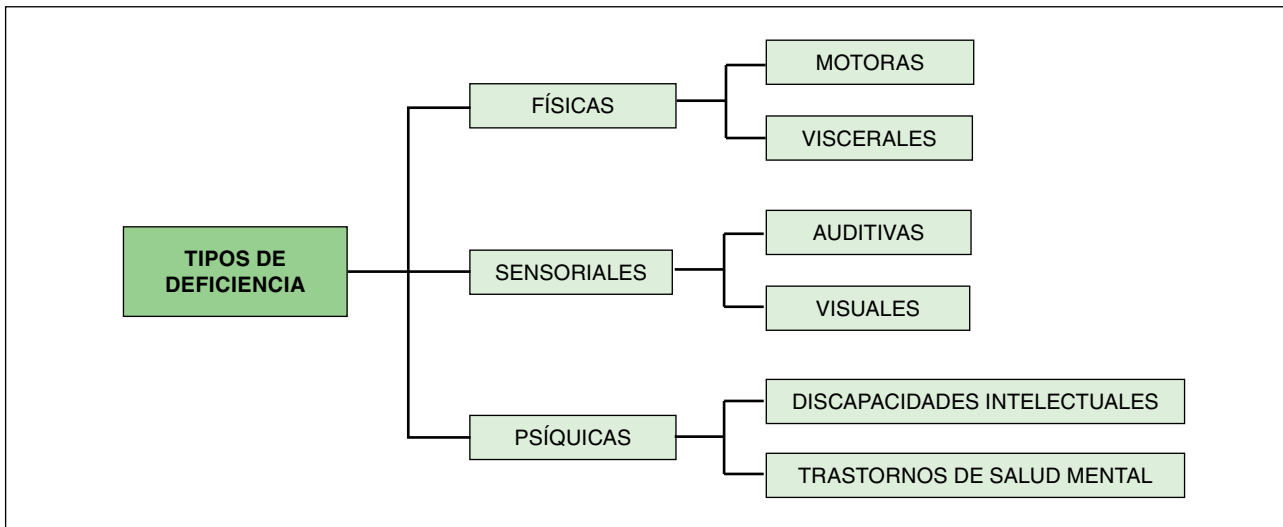 TIPOS DE
DEFICIENCIA
FÍSICAS
MOTORAS
VISCERALES
SENSORIALES
AUDITIVAS
VISUALES
PSÍQUICAS
DISCAPACIDADES INTELECTUALES
TRASTORNOS DE SALUD MENTAL